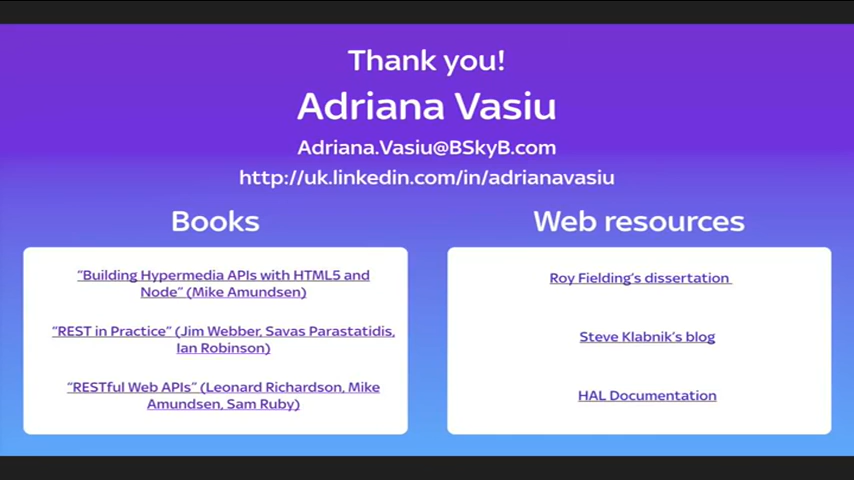 Thank you!
Adriana Vasiu
Adriana.Vasiu@BSkyB.com
http://uk.linkedin.com/in/adrianavasiu
Books
“Building Hypermedia APIs with HTML5 and
Node” (Mike Amundsen)
“REST in Practice” (Jim Webber, Savas Parastatidis,
Ian Robinson)
“RESTful Web APIs” (Leonard Richardson, Mike
Amundsen, Sam Ruby)
Web resources
Roy Fielding’s dissertation
Steve Klabnik’s blog
HAL Documentation